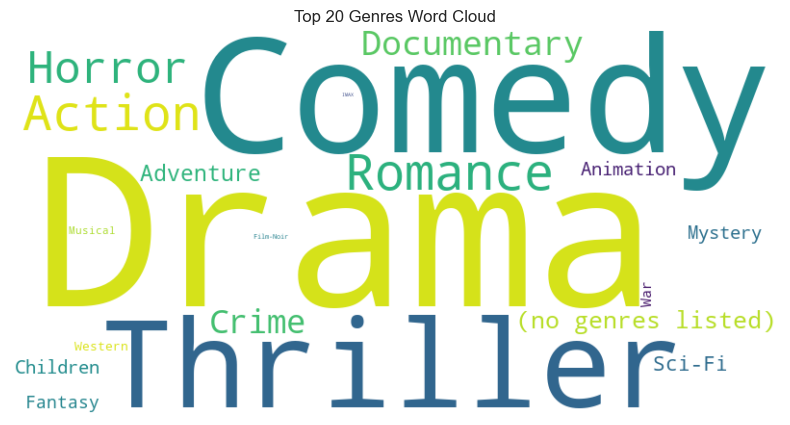 Top 20 Genres Word Cloud
Documentary
Comedy
Horror
Action
IMAX
Adventure
Romance
Animation
Drama
Musical
Film-Noir
Mystery
War
Crime
(no genres listed)
Thriller
Western
Children
Sci-Fi
Fantasy